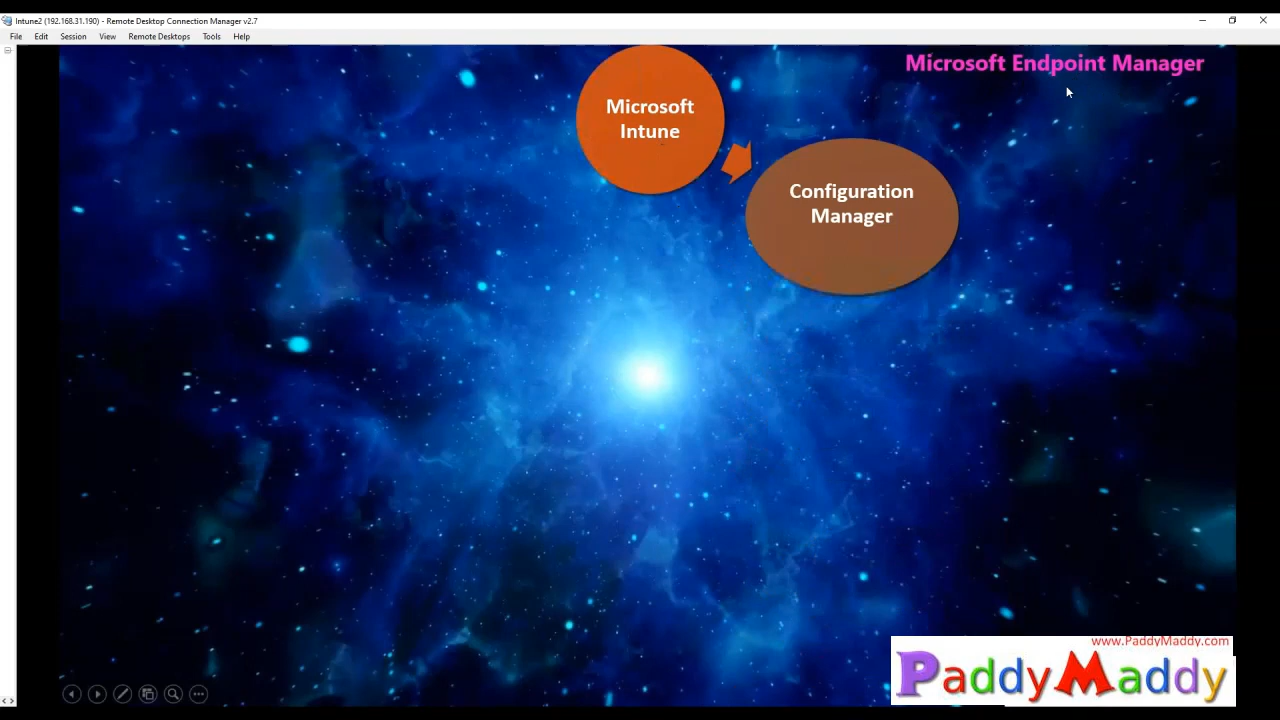 Intune2 (192.168.31.190) - Remote Desktop Connection Manager v2.7
File Edit Session View Remote Desktops Tools Help
Microsoft Endpoint Manager
Microsoft
Intune
Configuration
Manager
www.PaddyMaddy.com
PaddyMaddy